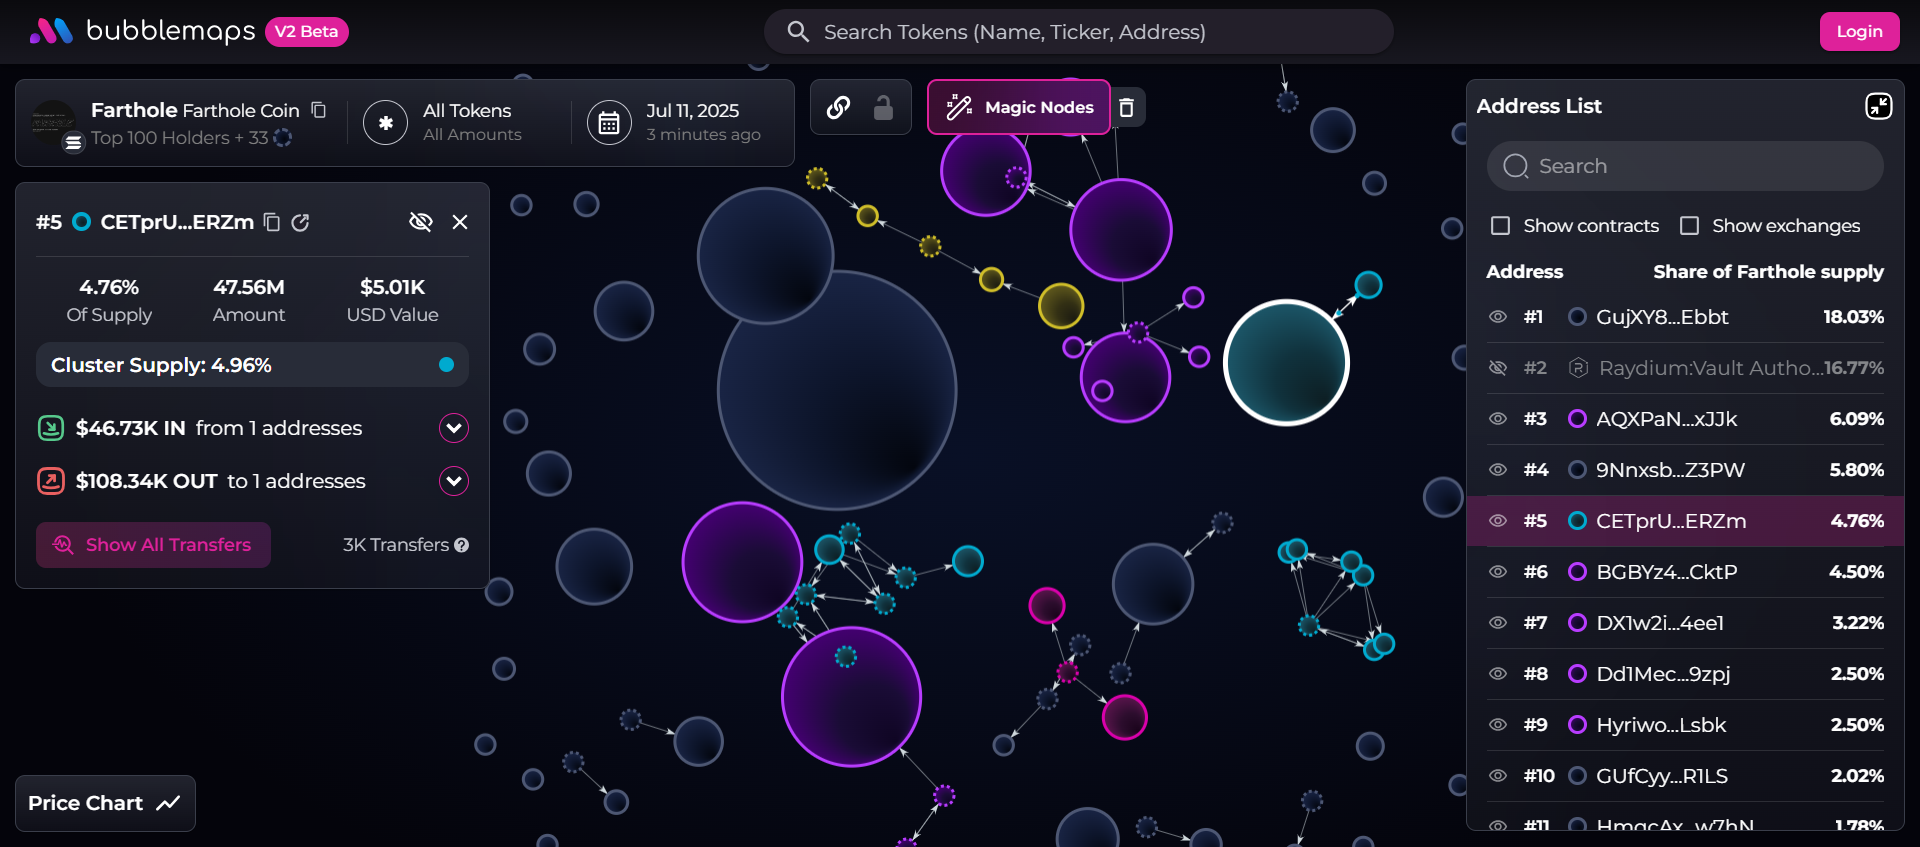 bubblemaps V2 Beta
Search Tokens (Name, Ticker, Address)
Login
Farthole Farthole Coin
Top 100 Holders + 33
All Tokens
All Amounts
Jul 11, 2025
3 minutes ago
Magic Nodes
#5 CETprU...ERZm
4.76% 47.56M $5.01K
Of Supply Amount USD Value
Cluster Supply: 4.96%
$46.73K IN from 1 addresses
$108.34K OUT to 1 addresses
Show All Transfers 3K Transfers
Price Chart
Address List
Search
Show contracts Show exchanges
Address Share of Farthole supply
#1 GujXY8...Ebbt 18.03%
#2 Raydium:Vault Autho... 16.77%
#3 AQXPaN...xJJk 6.09%
#4 9Nnxsb...Z3PW 5.80%
#5 CETprU...ERZm 4.76%
#6 BGBYz4...CktP 4.50%
#7 DX1w2i...4ee1 3.22%
#8 Dd1Mec...9zpj 2.50%
#9 Hyriwo...Lsbk 2.50%
#10 GUfCyy...R1LS 2.02%
#11 1.78%